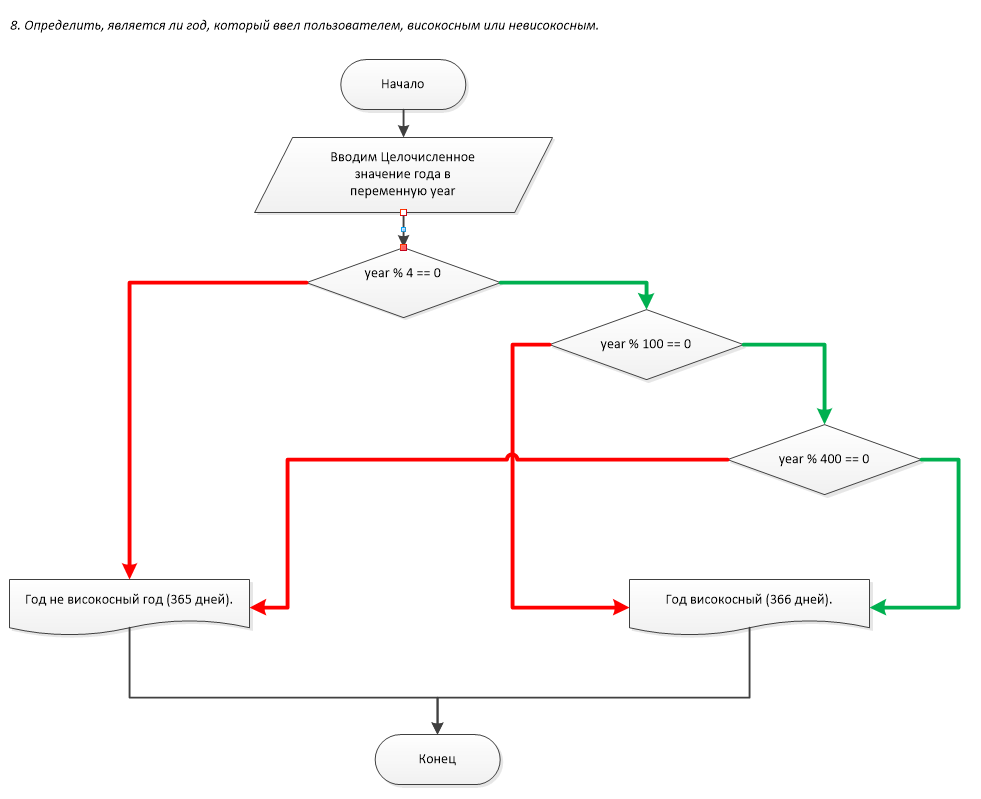 8. Определить, является ли год, который ввел пользователем, високосным или невисокосным.
Начало
Вводим Целочисленное
значение года в
переменную year
year % 4 == 0
year % 100 == 0
year % 400 == 0
Год не високосный год (365 дней).
Год високосный (366 дней).
Конец